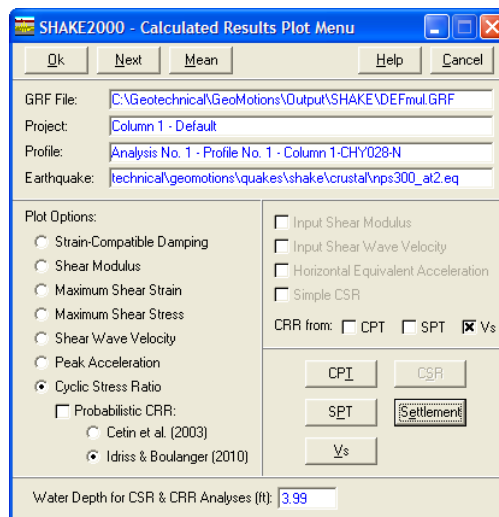 SHAKE2000 - Calculated Results Plot Menu
Ok Next Mean Help Cancel
GRF File: C:\Geotechnical\GeoMotions\Output\SHAKE\DEFmul.GRF
Project: Column 1 - Default
Profile: Analysis No. 1 - Profile No. 1 - Column 1-CHY028-N
Earthquake: technical\geomotions\quakes\shake\crustal\nps300_at2.eq
Plot Options:
Strain-Compatible Damping
Shear Modulus
Maximum Shear Strain
Maximum Shear Stress
Shear Wave Velocity
Peak Acceleration
Cyclic Stress Ratio
Probabilistic CRR:
Cetin et al. (2003)
Idriss & Boulanger (2010)
Input Shear Modulus
Input Shear Wave Velocity
Horizontal Equivalent Acceleration
Simple CSR
CRR from: CPT SPT Vs
CPT CSR
SPT Settlement
Vs
Water Depth for CSR & CRR Analyses (ft): 3.99